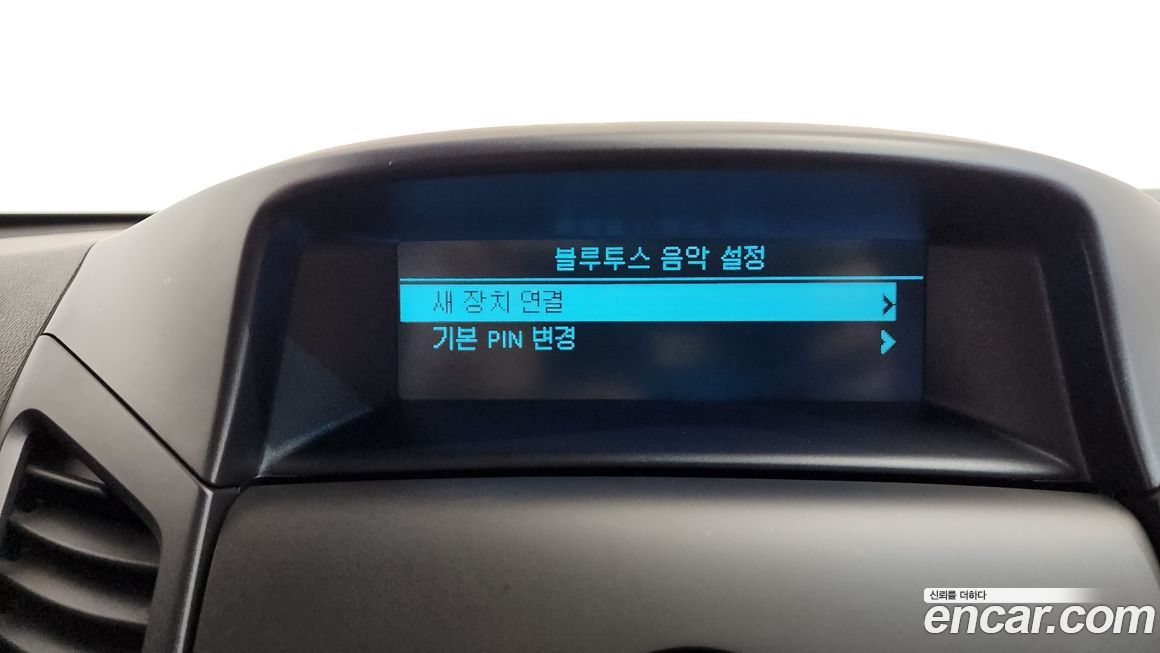 블루투스 음악 설정
새 장치 연결
기본 PIN 변경
신뢰를 더하다
encar.com